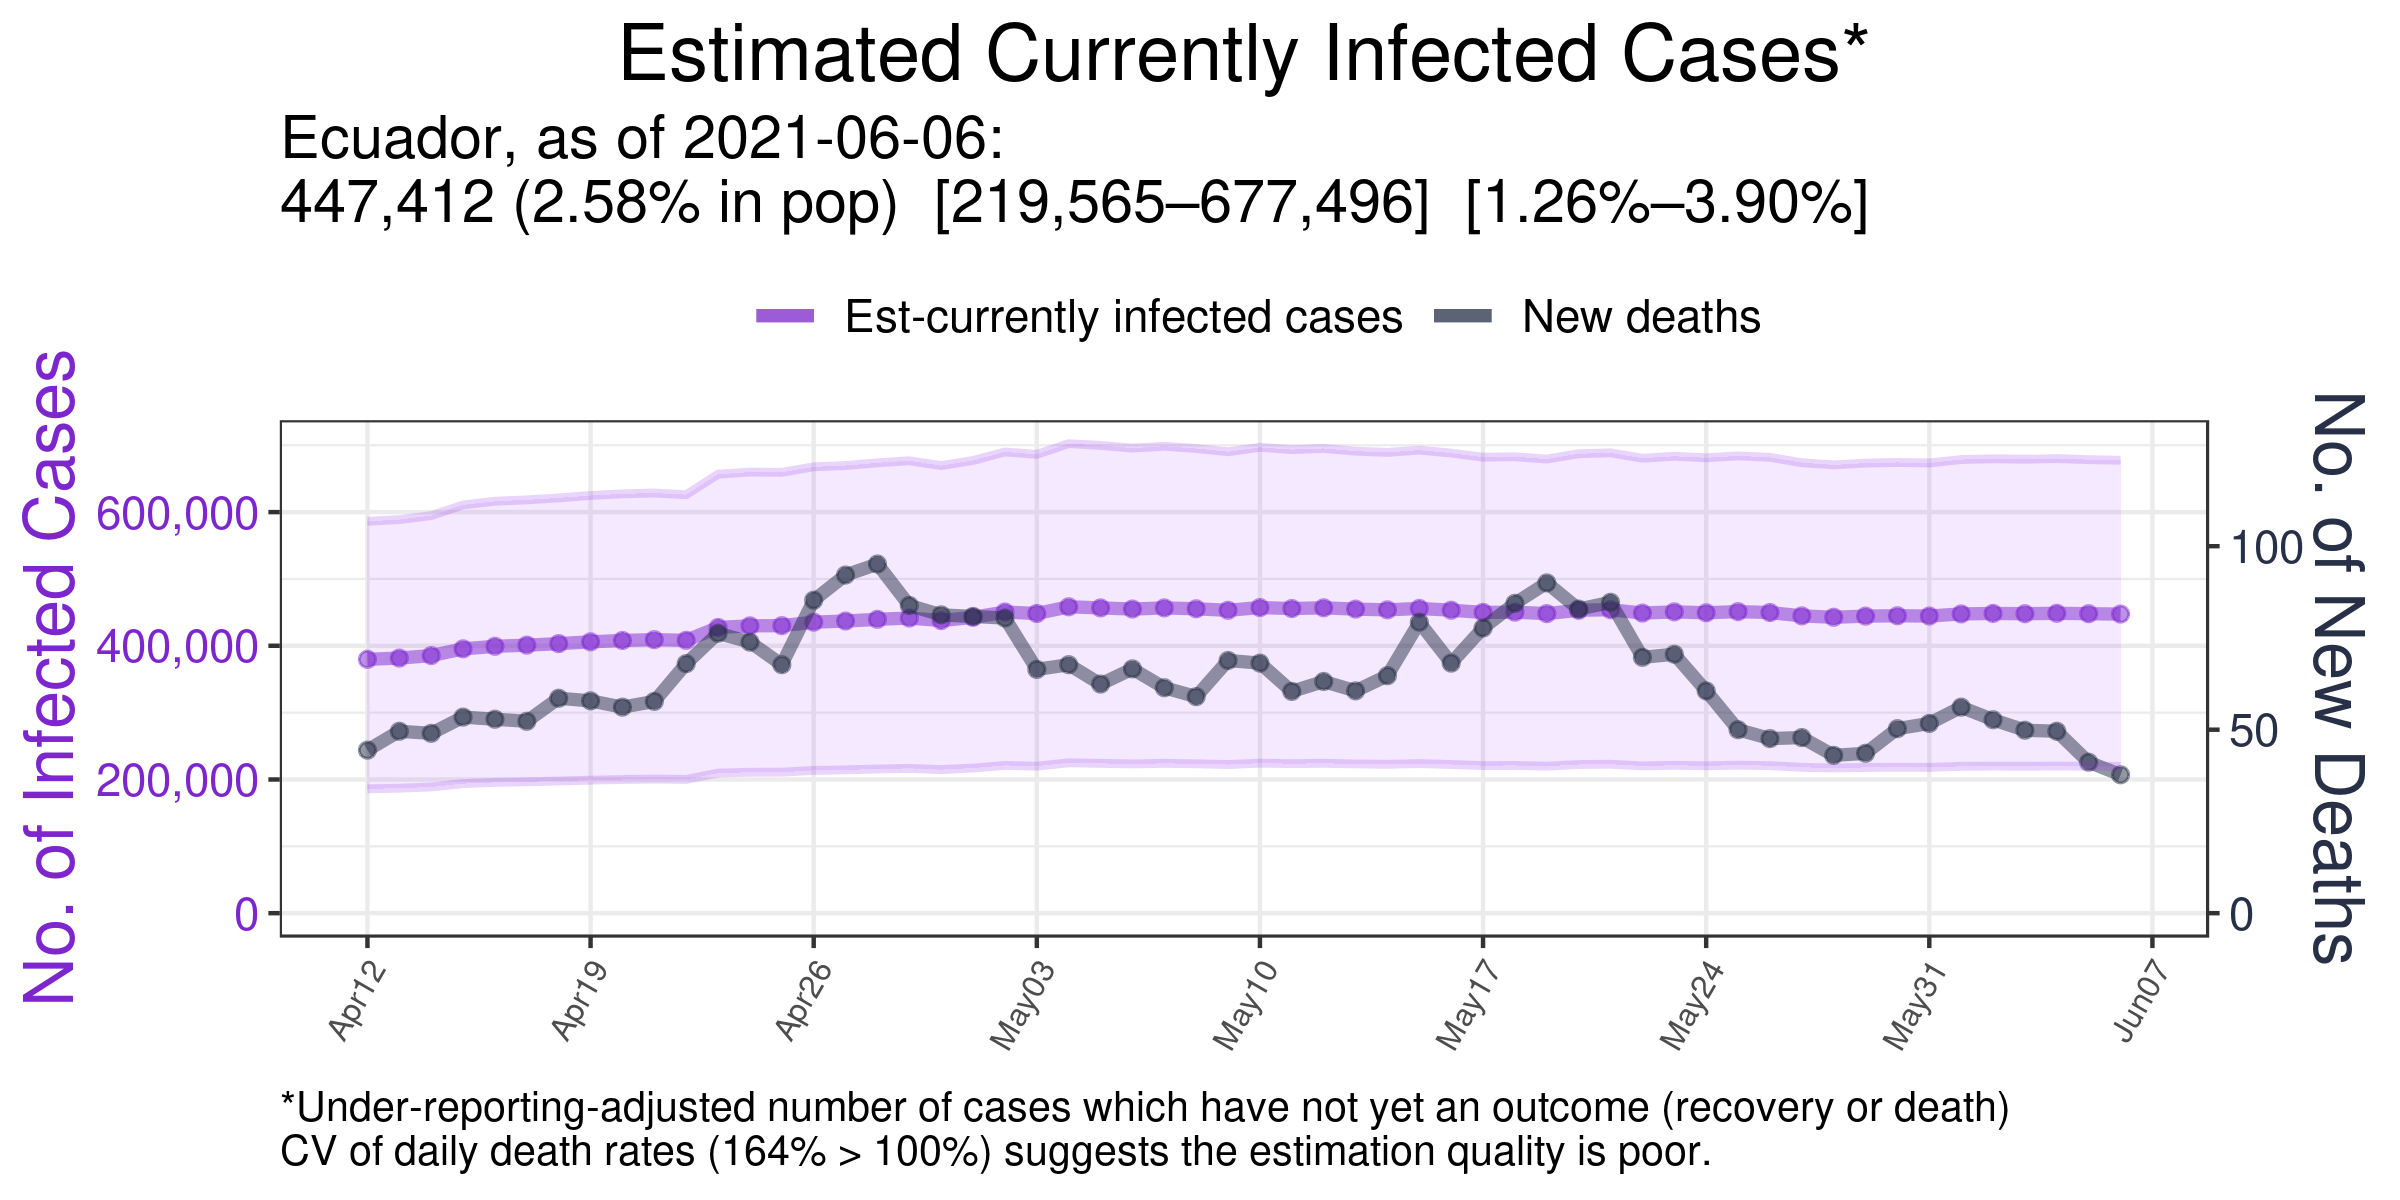 Estimated Currently Infected Cases*
Ecuador, as of 2021-06-06:
447,412 (2.58% in pop)  [219,565–677,496]  [1.26%–3.90%]
Est-currently infected cases
New deaths
No. of Infected Cases
600,000
400,000
200,000
0
100
50
0
No. of New Deaths
Apr12
Apr19
Apr26
May03
May10
May17
May24
May31
Jun07
*Under-reporting-adjusted number of cases which have not yet an outcome (recovery or death)
CV of daily death rates (164% > 100%) suggests the estimation quality is poor.